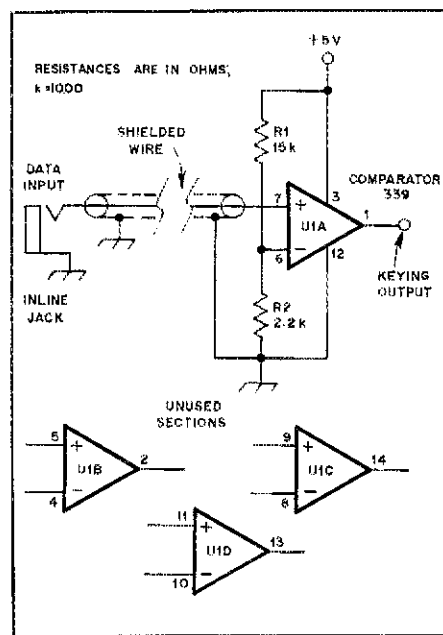 +5V
RESISTANCES ARE IN OHMS;
k=1000
R1
15k
SHIELDED
WIRE
DATA
INPUT
COMPARATOR
339
7
+
3
U1A
1
6
−
12
KEYING
OUTPUT
R2
2.2k
INLINE
JACK
UNUSED
SECTIONS
5
+
U1B
2
−
4
9
+
U1C
14
−
8
11
+
U1D
13
−
10